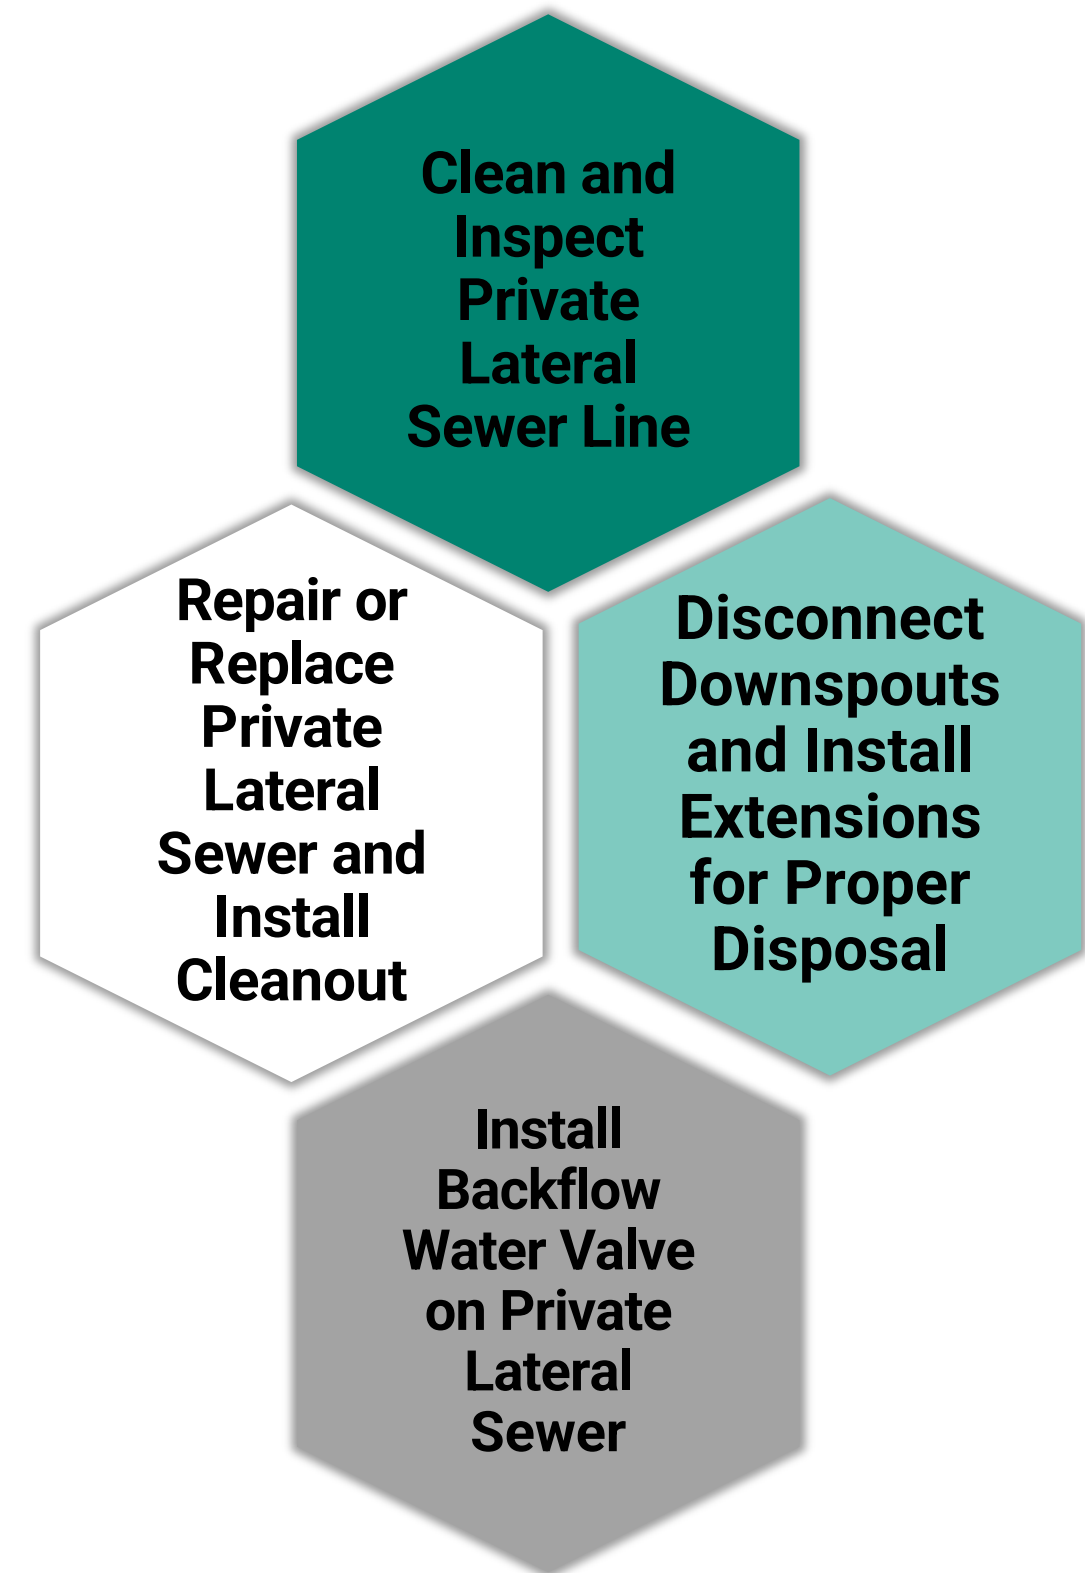 Clean and
Inspect
Private
Lateral
Sewer Line
Repair or
Replace
Private
Lateral
Sewer and
Install
Cleanout
Disconnect
Downspouts
and Install
Extensions
for Proper
Disposal
Install
Backflow
Water Valve
on Private
Lateral
Sewer